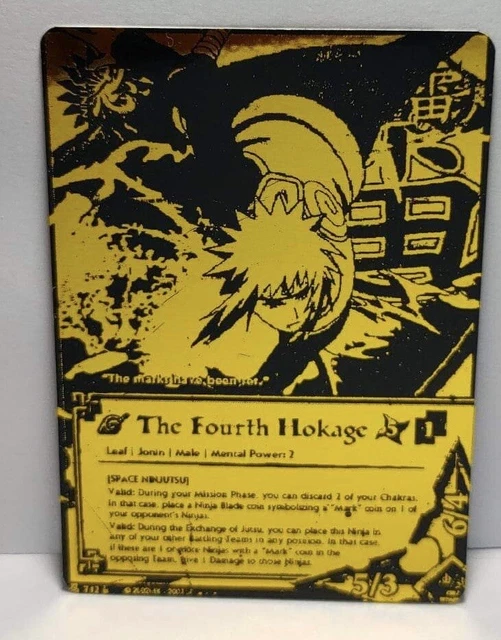 "The marks have been set."
The Fourth Hokage
1
Leaf | Jonin | Male | Mental Power: 2
[SPACE NINJUTSU]
Valid: During your Mission Phase, you can discard 2 of your Chakras.
In that case, place a Ninja Blade coin symbolizing a "Mark" coin on 1 of
your opponent's Ninjas.
Valid: During the Exchange of Jutsu, you can place this Ninja in
any of your other Battling Teams in any position. In that case,
if there are 1 or more Ninjas with a "Mark" coin in the
opposing Team, give 1 Damage to those Ninjas.
6/4
5/3